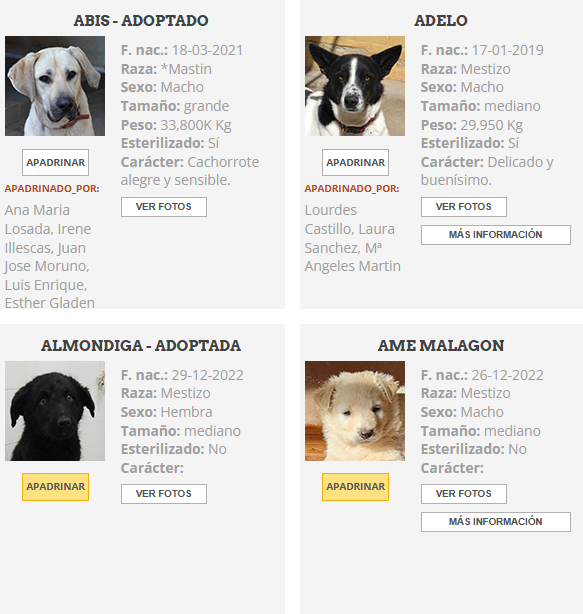 ABIS - ADOPTADO
F. nac.: 18-03-2021
Raza: *Mastin
Sexo: Macho
Tamaño: grande
Peso: 33,800K Kg
Esterilizado: Sí
Carácter: Cachorrote
alegre y sensible.
VER FOTOS
APADRINAR
APADRINADO_POR:
Ana Maria
Losada, Irene
Illescas, Juan
Jose Moruno,
Luis Enrique,
Esther Gladen
ADELO
F. nac.: 17-01-2019
Raza: Mestizo
Sexo: Macho
Tamaño: mediano
Peso: 29,950 Kg
Esterilizado: Sí
Carácter: Delicado y
buenísimo.
VER FOTOS
MÁS INFORMACIÓN
APADRINAR
APADRINADO_POR:
Lourdes
Castillo, Laura
Sanchez, Mª
Angeles Martin
ALMONDIGA - ADOPTADA
F. nac.: 29-12-2022
Raza: Mestizo
Sexo: Hembra
Tamaño: mediano
Esterilizado: No
Carácter:
VER FOTOS
APADRINAR
AME MALAGON
F. nac.: 26-12-2022
Raza: Mestizo
Sexo: Macho
Tamaño: mediano
Esterilizado: No
Carácter:
VER FOTOS
MÁS INFORMACIÓN
APADRINAR